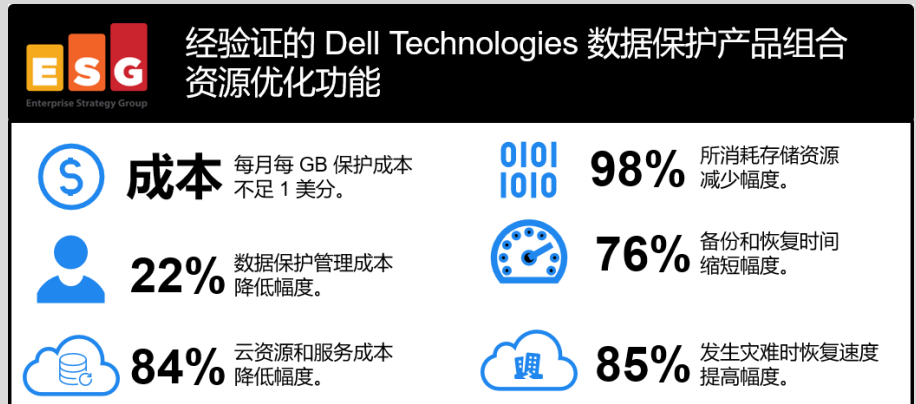 ESG
Enterprise Strategy Group
经验证的 Dell Technologies 数据保护产品组合
资源优化功能
成本
每月每 GB 保护成本
不足 1 美分。
0101
1010
98%
所消耗存储资源
减少幅度。
22%
数据保护管理成本
降低幅度。
76%
备份和恢复时间
缩短幅度。
84%
云资源和服务成本
降低幅度。
85%
发生灾难时恢复速度
提高幅度。